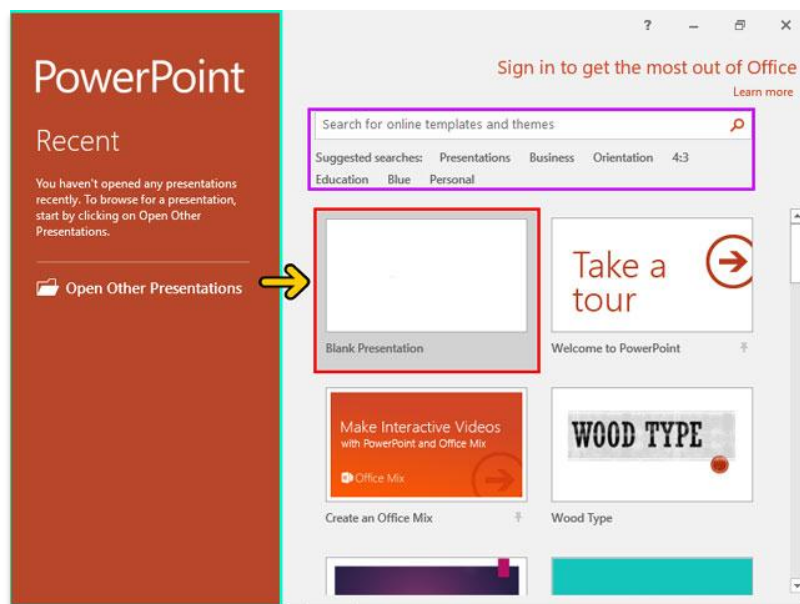 ?
PowerPoint
Sign in to get the most out of Office
Learn more
Recent
You haven't opened any presentations
recently. To browse for a presentation,
start by clicking on Open Other
Presentations.
Open Other Presentations
Search for online templates and themes
Suggested searches: Presentations Business Orientation 4:3
Education Blue Personal
Take a
tour
Blank Presentation
Welcome to PowerPoint
Make Interactive Videos
with PowerPoint and Office Mix
Office Mix
WOOD TYPE
Create an Office Mix
Wood Type